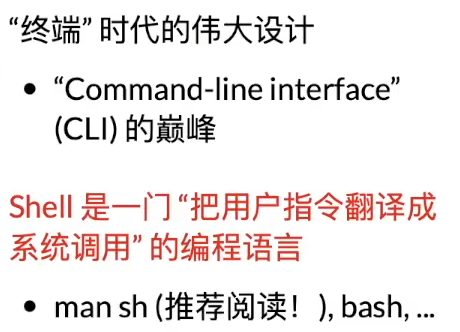 “终端” 时代的伟大设计
• “Command-line interface”
(CLI) 的巅峰
Shell 是一门 “把用户指令翻译成
系统调用” 的编程语言
• man sh (推荐阅读！), bash, ...